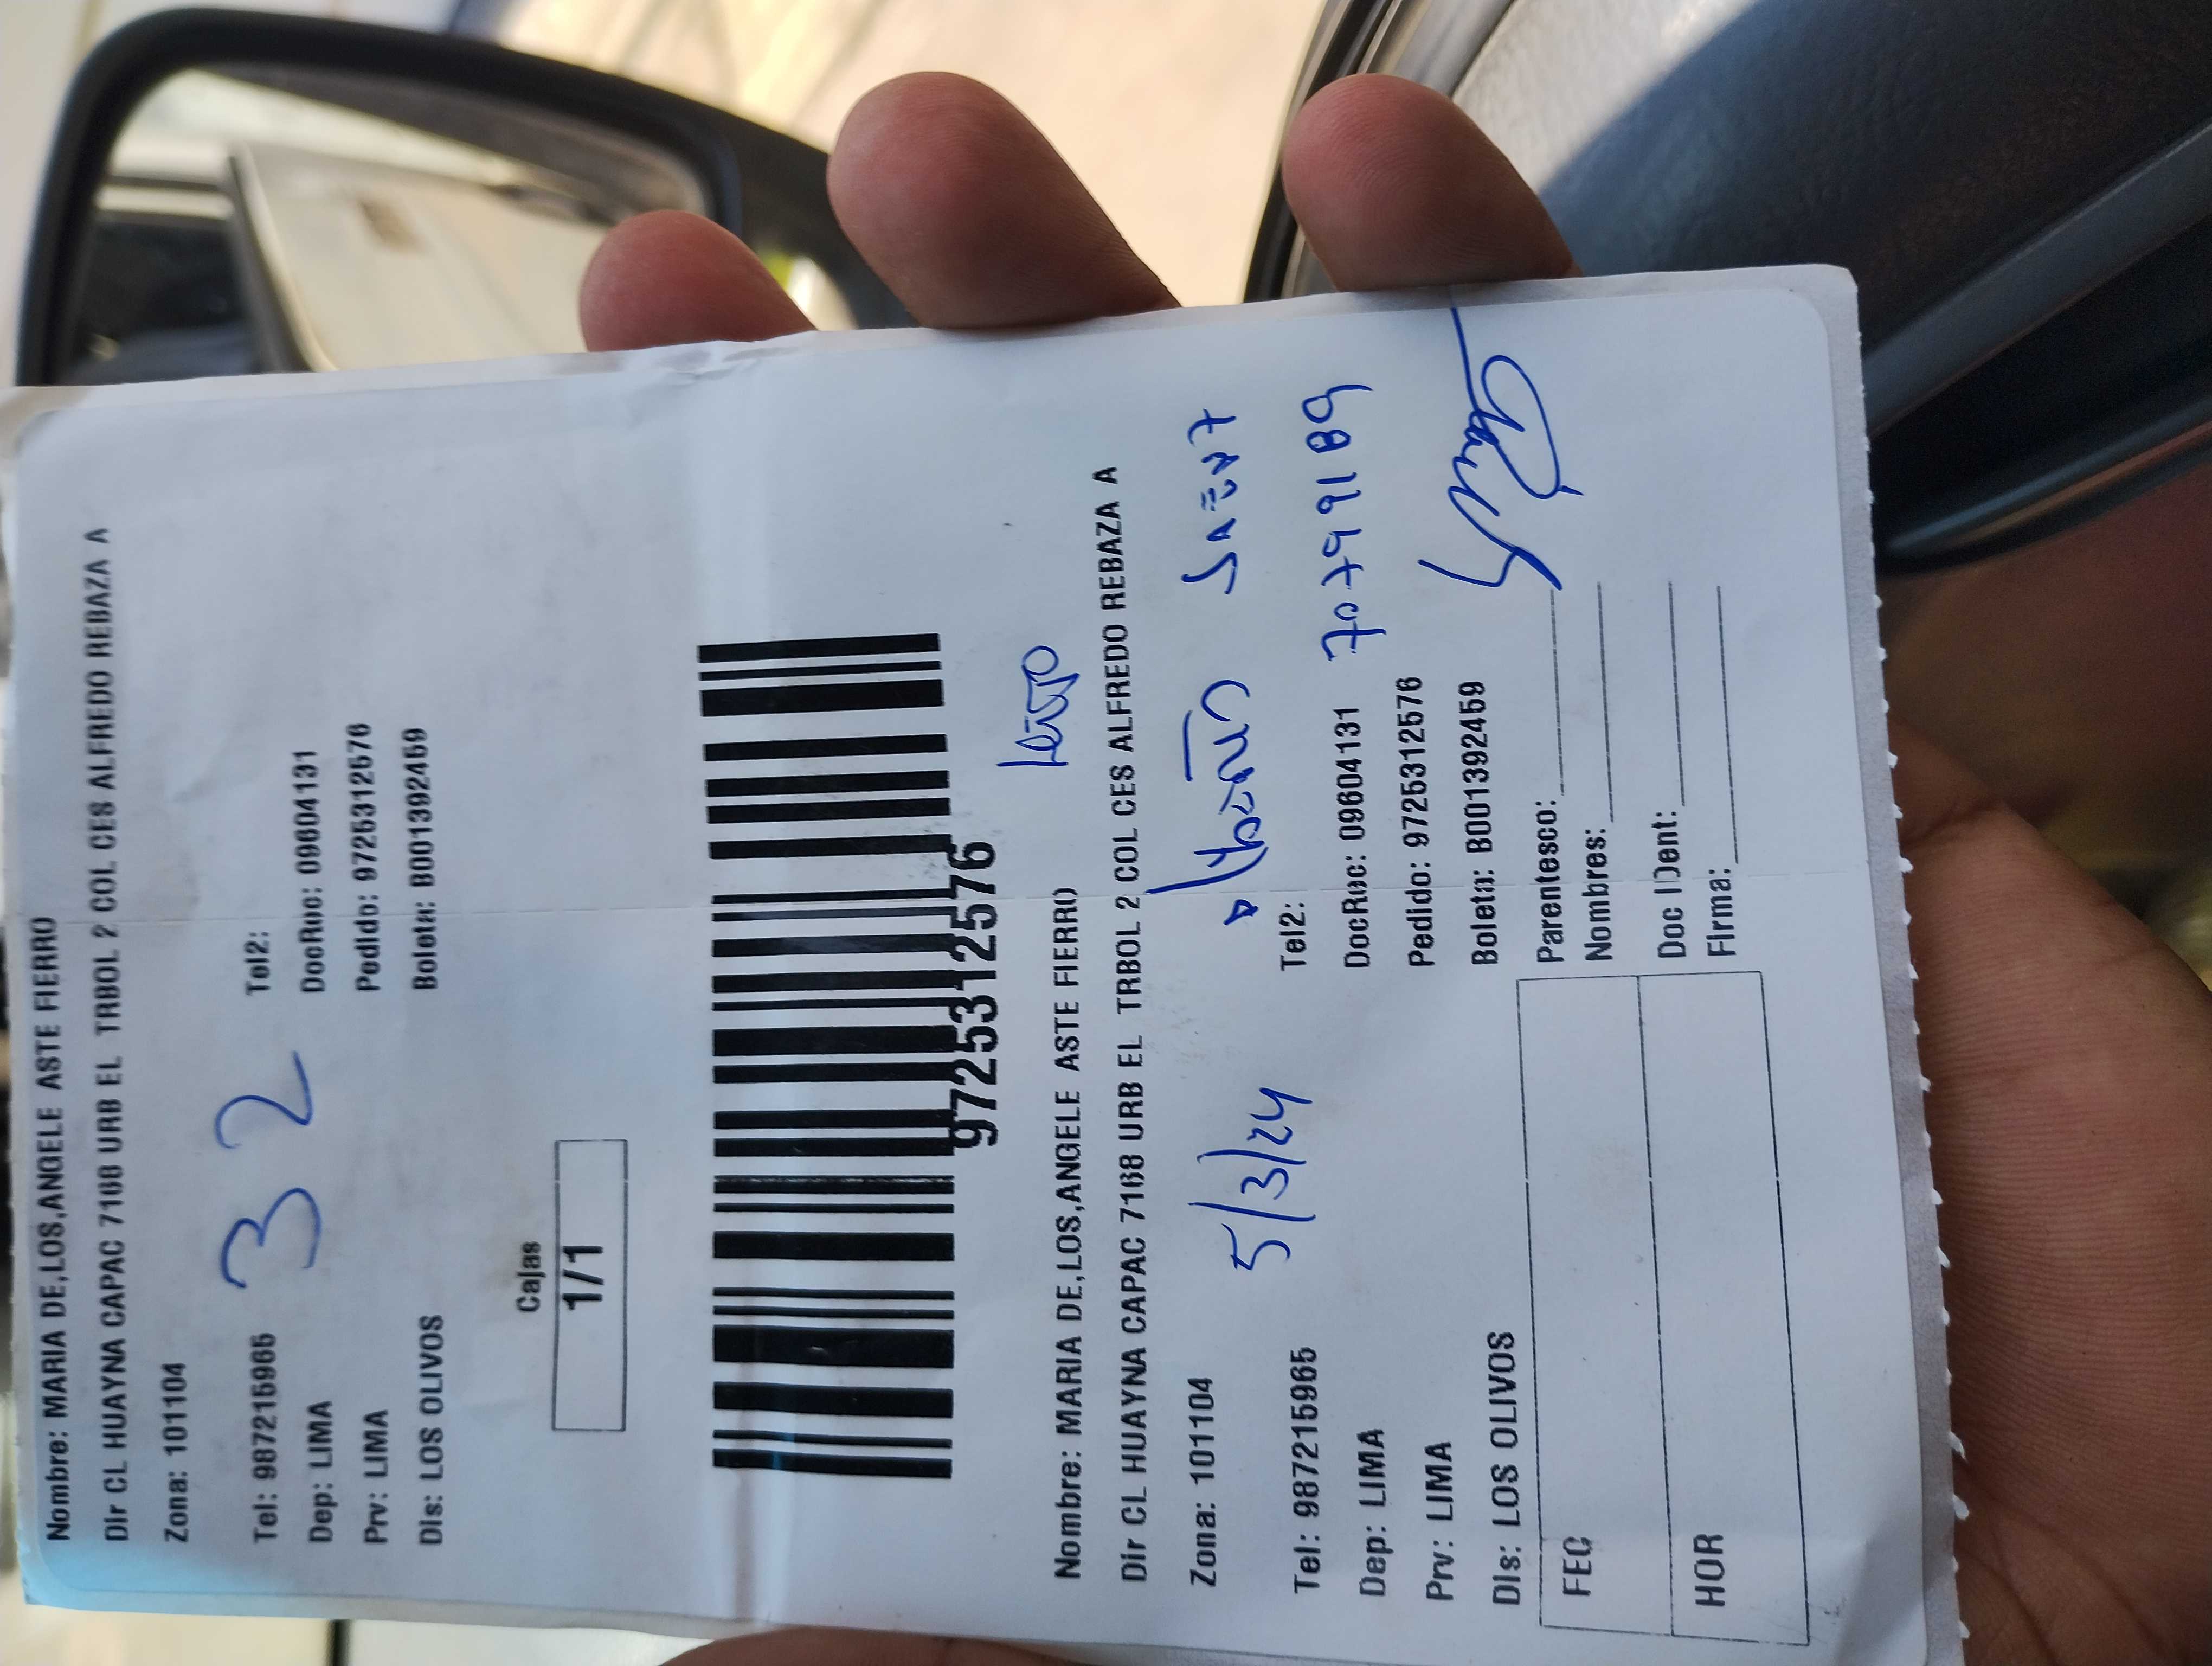 Nombre: MARIA DE,LOS,ANGELE ASTE FIERRO
Dir CL HUAYNA CAPAC 7168 URB EL TRBOL 2 COL CES ALFREDO REBAZA A
Zona: 101104
32
Tel: 987215965 Tel2:
Dep: LIMA DocRuc: 09604131
Prv: LIMA Pedido: 9725312576
Dis: LOS OLIVOS Boleta: B001392459
Cajas
1/1
9725312576
Nombre: MARIA DE,LOS,ANGELE ASTE FIERRO
Dir CL HUAYNA CAPAC 7168 URB EL TRBOL 2 COL CES ALFREDO REBAZA A
Zona: 101104
5/3/24
Tel: 987215965 Tel2:
Dep: LIMA DocRuc: 09604131 70799189
Prv: LIMA Pedido: 9725312576
Dis: LOS OLIVOS Boleta: B001392459
FEC Parentesco:
Nombres:
HOR Doc IDent:
Firma: